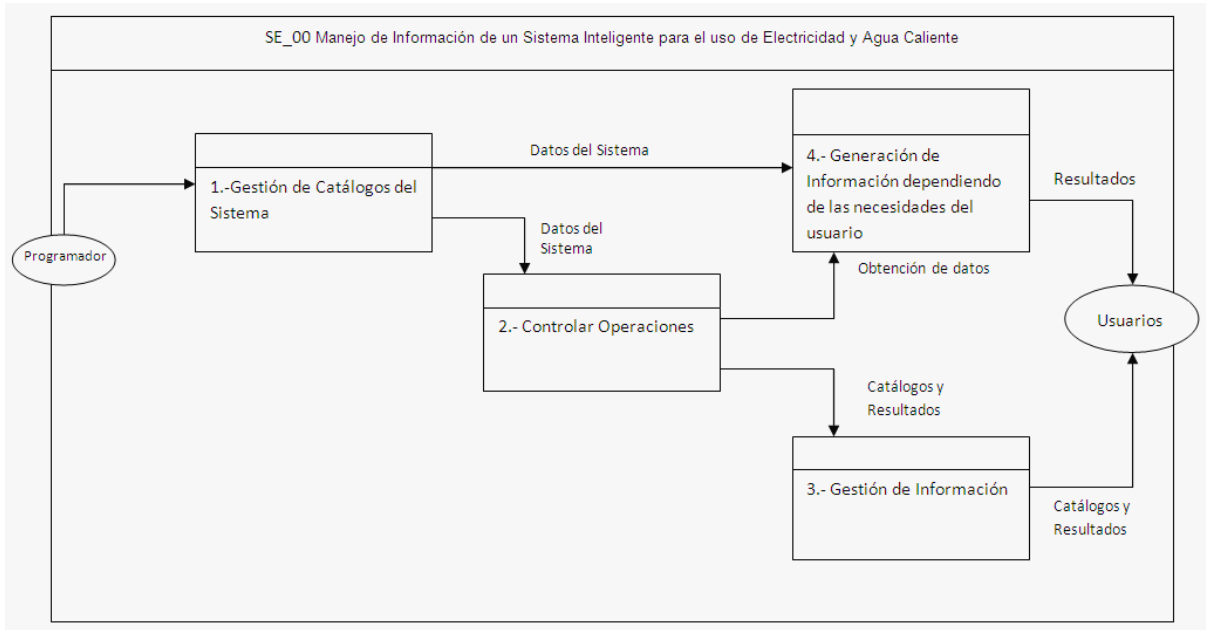 SE_00 Manejo de Información de un Sistema Inteligente para el uso de Electricidad y Agua Caliente
Programador
1.-Gestión de Catálogos del
Sistema
Datos del Sistema
Datos del
Sistema
2.- Controlar Operaciones
4.- Generación de
Información dependiendo
de las necesidades del
usuario
Obtención de datos
Resultados
Usuarios
Catálogos y
Resultados
3.- Gestión de Información
Catálogos y
Resultados